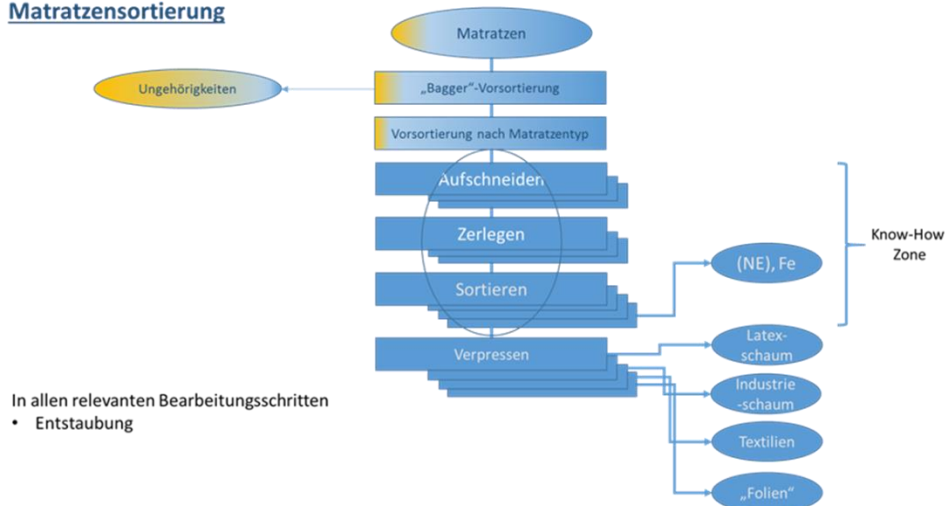 Matratzensortierung
Matratzen
Ungehörigkeiten
„Bagger“-Vorsortierung
Vorsortierung nach Matratzentyp
Aufschneiden
Zerlegen
Know-How
Zone
(NE), Fe
Sortieren
Latex-
schaum
Verpressen
Industrie
-schaum
In allen relevanten Bearbeitungsschritten
• Entstaubung
Textilien
„Folien“